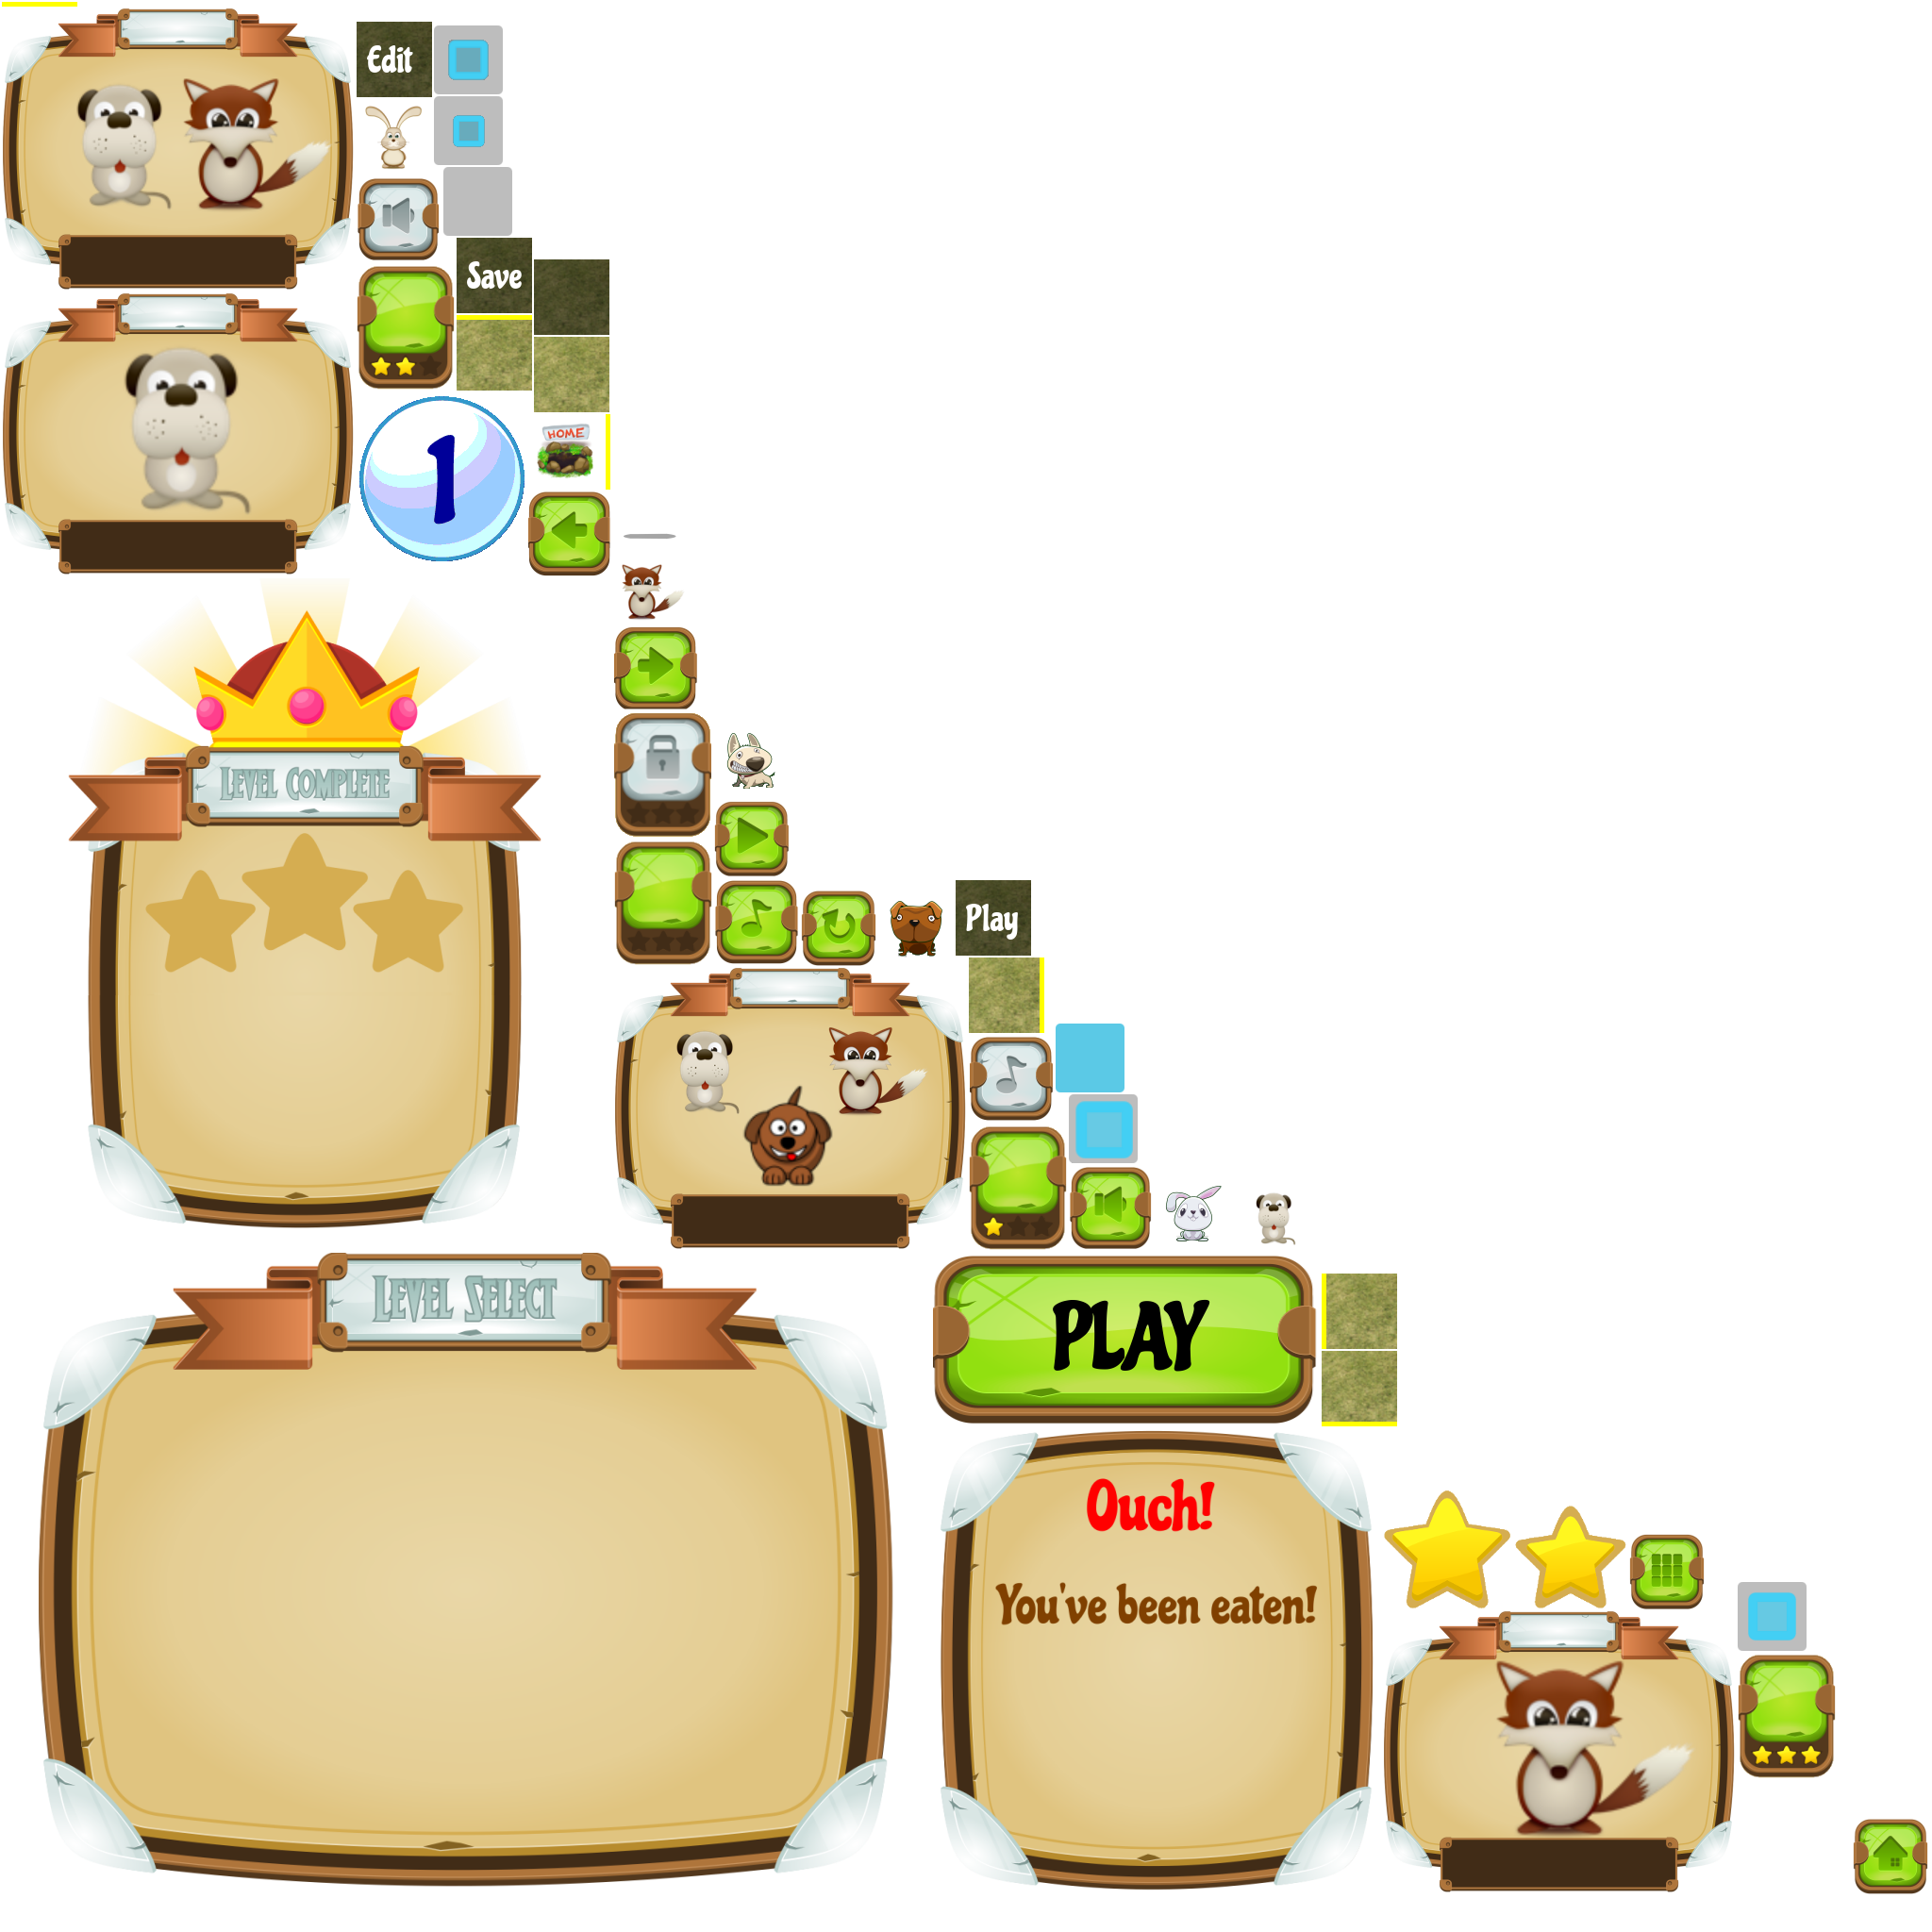 Edit
Save
HOME
1
LEVEL COMPLETE
Play
LEVEL SELECT
PLAY
Ouch!
You've been eaten!